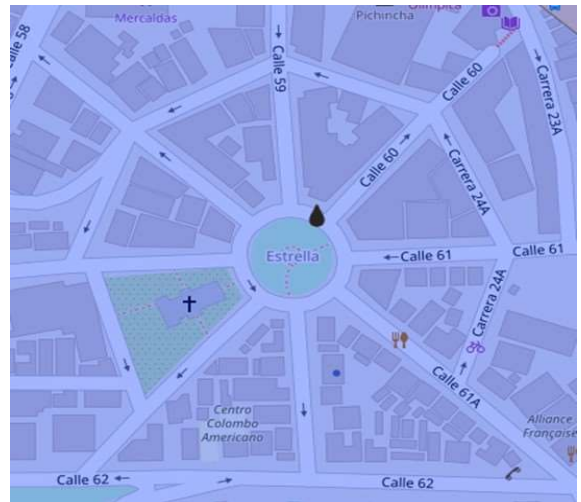 Olímpica
Pichincha
Mercaldas
Calle 58
Calle 59
Calle 60
Carrera 23A
Calle 60
Carrera 24A
Calle 61
Calle 61
Estrella
Carrera 24A
Calle 61A
Centro
Colombo
Americano
Alliance
Française
Calle 62
Calle 62